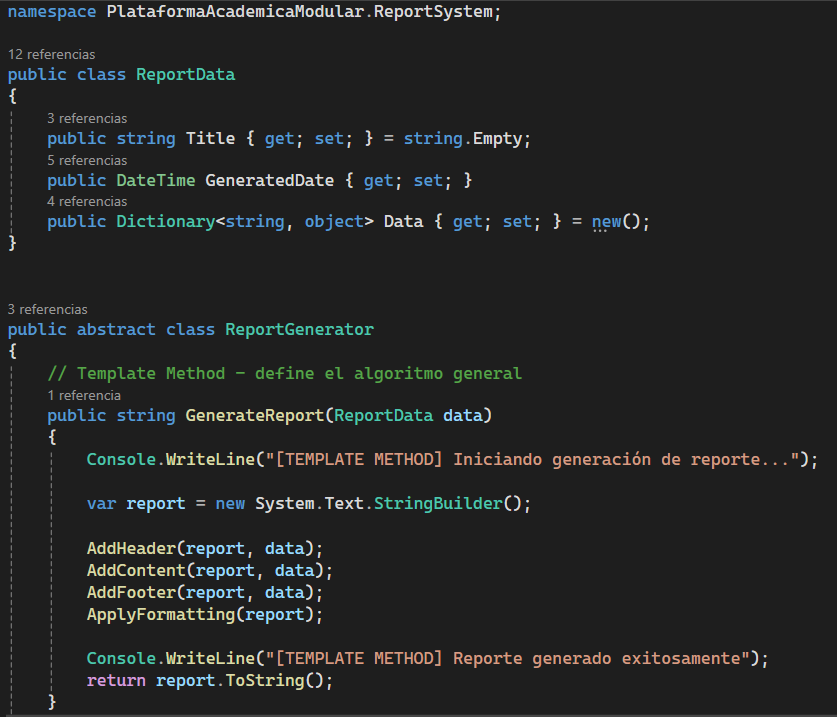 namespace PlataformaAcademicaModular.ReportSystem;
12 referencias
public class ReportData
{
3 referencias
public string Title { get; set; } = string.Empty;
5 referencias
public DateTime GeneratedDate { get; set; }
4 referencias
public Dictionary<string, object> Data { get; set; } = new();
}
3 referencias
public abstract class ReportGenerator
{
// Template Method - define el algoritmo general
1 referencia
public string GenerateReport(ReportData data)
{
Console.WriteLine("[TEMPLATE METHOD] Iniciando generación de reporte...");
var report = new System.Text.StringBuilder();
AddHeader(report, data);
AddContent(report, data);
AddFooter(report, data);
ApplyFormatting(report);
Console.WriteLine("[TEMPLATE METHOD] Reporte generado exitosamente");
return report.ToString();
}